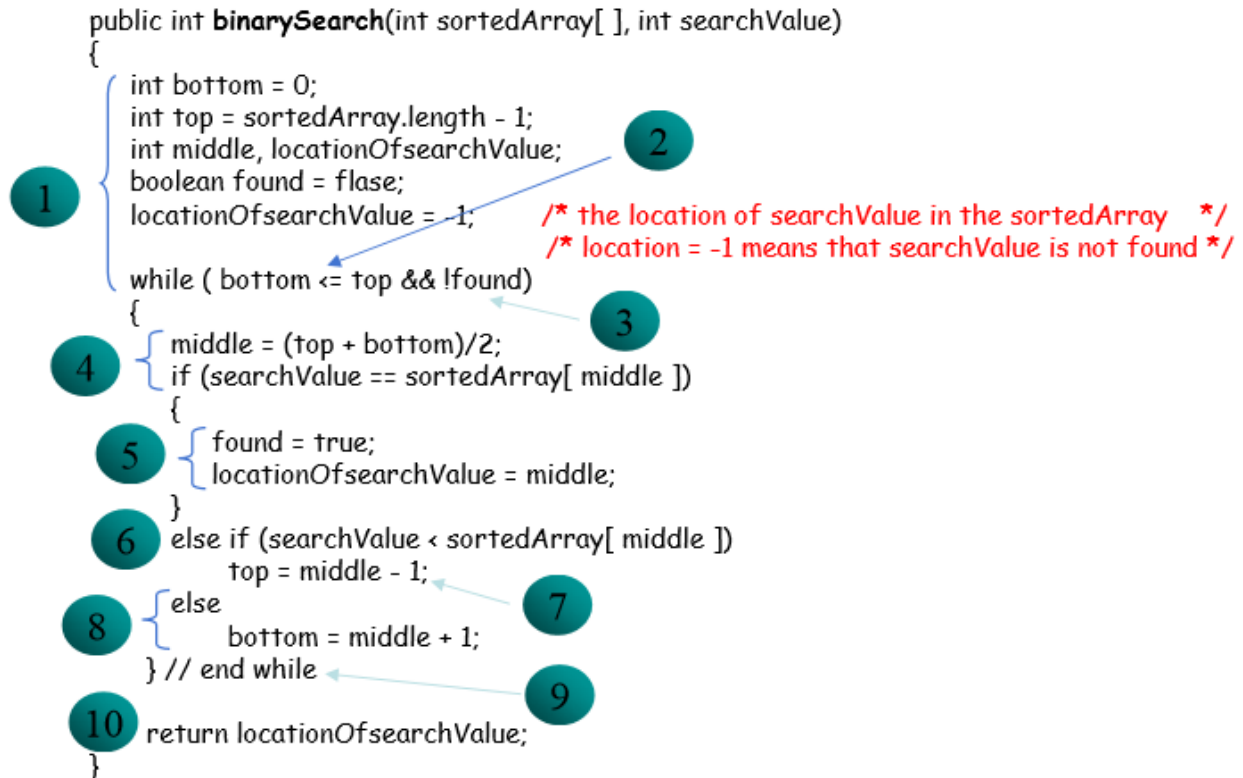 public int binarySearch(int sortedArray[ ], int searchValue)
{
int bottom = 0;
int top = sortedArray.length - 1;
int middle, locationOfsearchValue;
2
boolean found = flase;
1
locationOfsearchValue = -1; /* the location of searchValue in the sortedArray */
/* location = -1 means that searchValue is not found */
while ( bottom <= top && !found)
{
3
middle = (top + bottom)/2;
4
if (searchValue == sortedArray[ middle ])
{
5
found = true;
locationOfsearchValue = middle;
}
6 else if (searchValue < sortedArray[ middle ])
top = middle - 1;
7
else
8
bottom = middle + 1;
} // end while
9
10 return locationOfsearchValue;
}